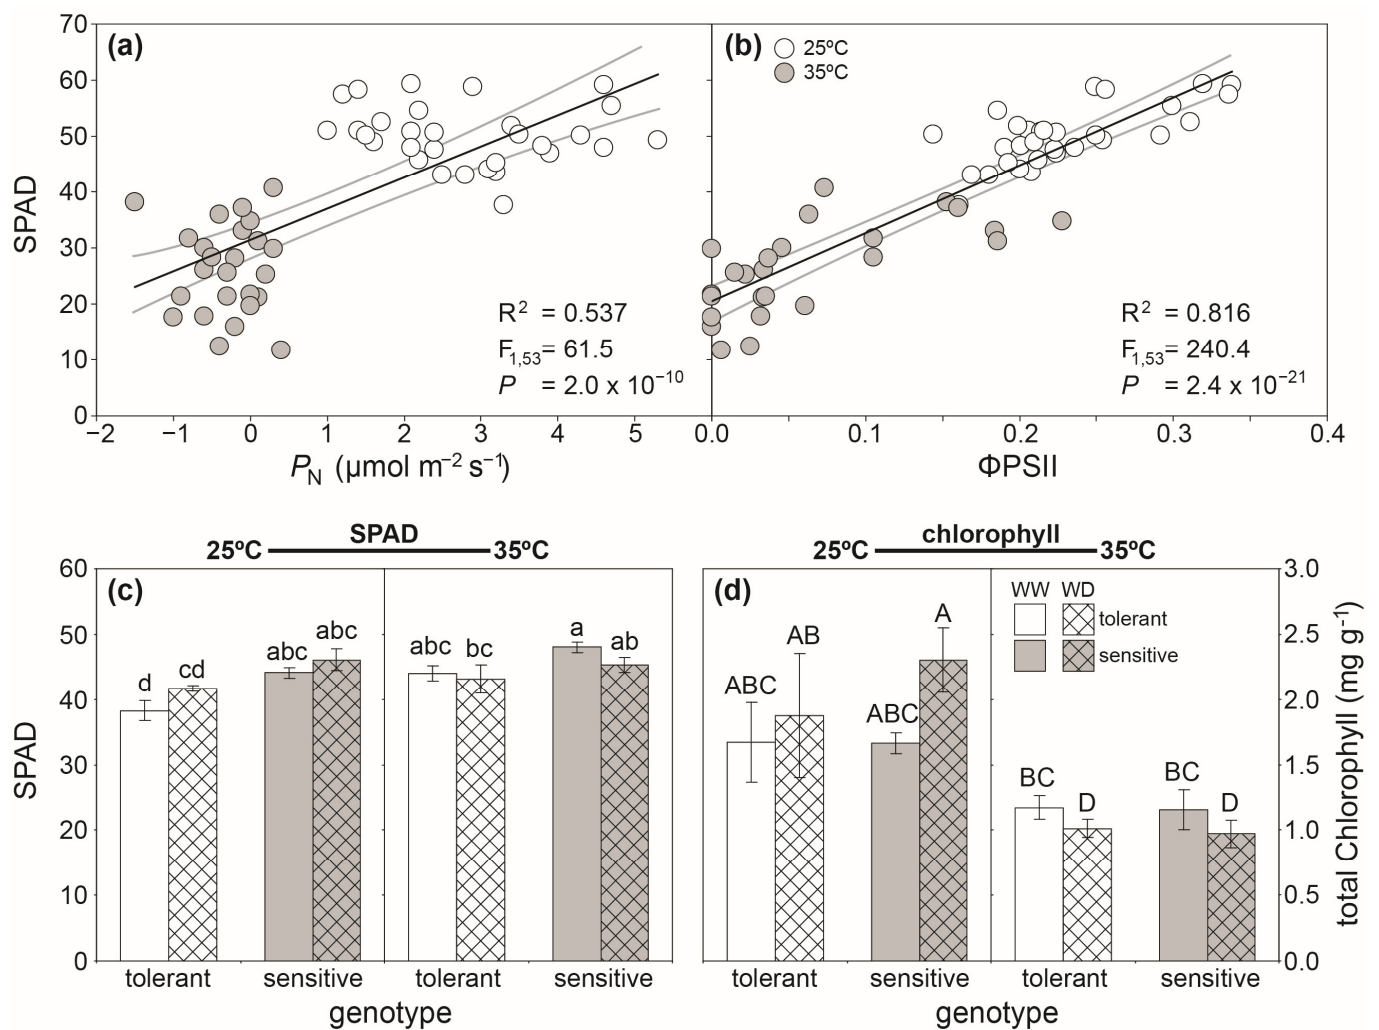 70
60
50
40
30
20
10
0
SPAD
(a)
R² = 0.537
F₁,₅₃= 61.5
P = 2.0 x 10⁻¹⁰
−2 −1 0 1 2 3 4 5
P_N (µmol m⁻² s⁻¹)
(b)
25ºC
35ºC
R² = 0.816
F₁,₅₃= 240.4
P = 2.4 x 10⁻²¹
0.0 0.1 0.2 0.3 0.4
ΦPSII
SPAD
25ºC 35ºC
60
50
40
30
20
10
0
SPAD
(c)
d cd abc abc abc bc a ab
tolerant sensitive tolerant sensitive
genotype
chlorophyll
25ºC 35ºC
(d)
WW WD
tolerant
sensitive
ABC AB ABC A BC D BC D
3.0
2.5
2.0
1.5
1.0
0.5
0.0
total Chlorophyll (mg g⁻¹)
tolerant sensitive tolerant sensitive
genotype